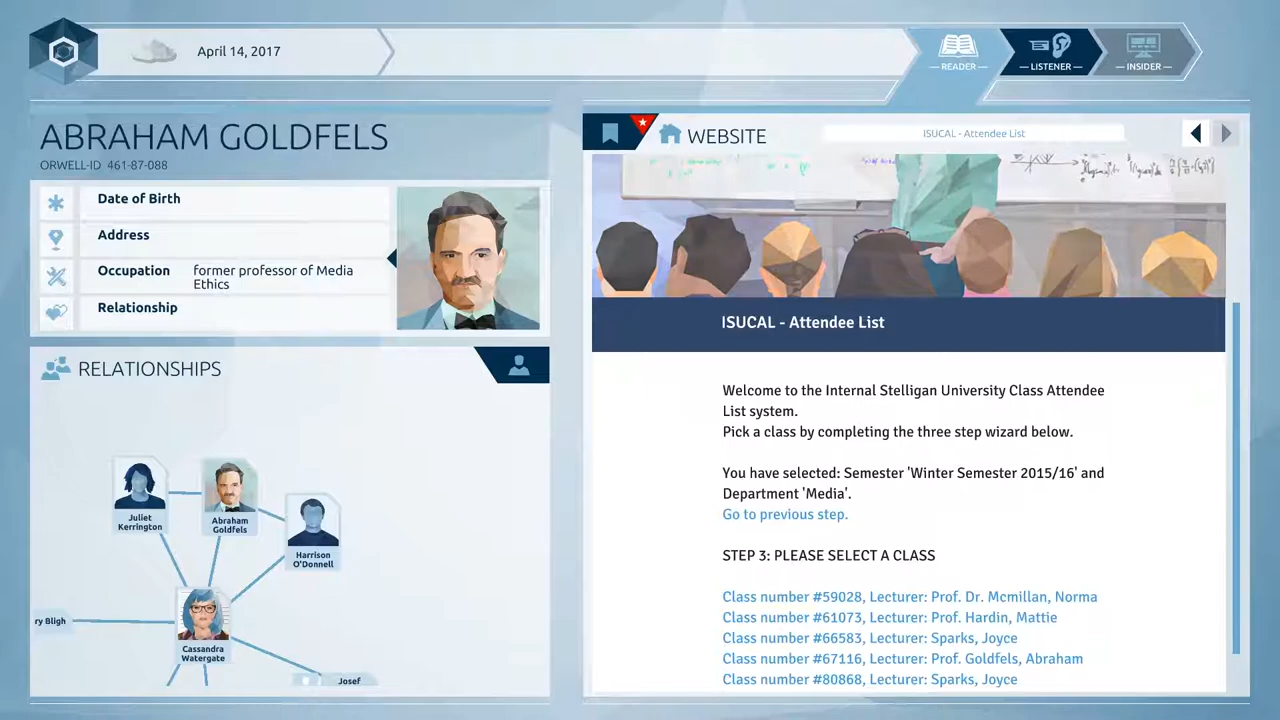 April 14, 2017
READER
LISTENER
INSIDER
ABRAHAM GOLDFELS
ORWELL-ID 461-87-088
Date of Birth
Address
Occupation former professor of Media
Ethics
Relationship
RELATIONSHIPS
Juliet
Kerrington
Abraham
Goldfels
Harrison
O'Donnell
ry Bligh
Cassandra
Watergate
Josef
WEBSITE
ISUCAL - Attendee List
ISUCAL - Attendee List
Welcome to the Internal Stelligan University Class Attendee
List system.
Pick a class by completing the three step wizard below.
You have selected: Semester 'Winter Semester 2015/16' and
Department 'Media'.
Go to previous step.
STEP 3: PLEASE SELECT A CLASS
Class number #59028, Lecturer: Prof. Dr. Mcmillan, Norma
Class number #61073, Lecturer: Prof. Hardin, Mattie
Class number #66583, Lecturer: Sparks, Joyce
Class number #67116, Lecturer: Prof. Goldfels, Abraham
Class number #80868, Lecturer: Sparks, Joyce